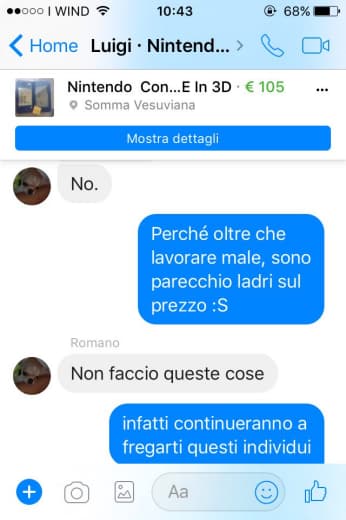 I WIND 10:43 68%
Home Luigi · Nintend...
Nintendo Con...E In 3D · € 105
Somma Vesuviana
Mostra dettagli
No.
Perché oltre che
lavorare male, sono
parecchio ladri sul
prezzo :S
Romano
Non faccio queste cose
infatti continueranno a
fregarti questi individui
Aa